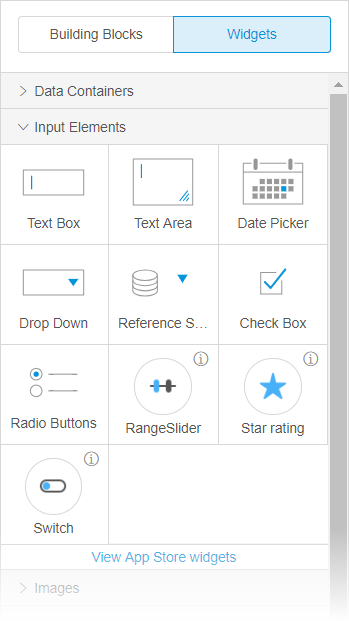 Building Blocks Widgets
Data Containers
Input Elements
Text Box Text Area Date Picker
Drop Down Reference S... Check Box
Radio Buttons RangeSlider Star rating
Switch
View App Store widgets
Images